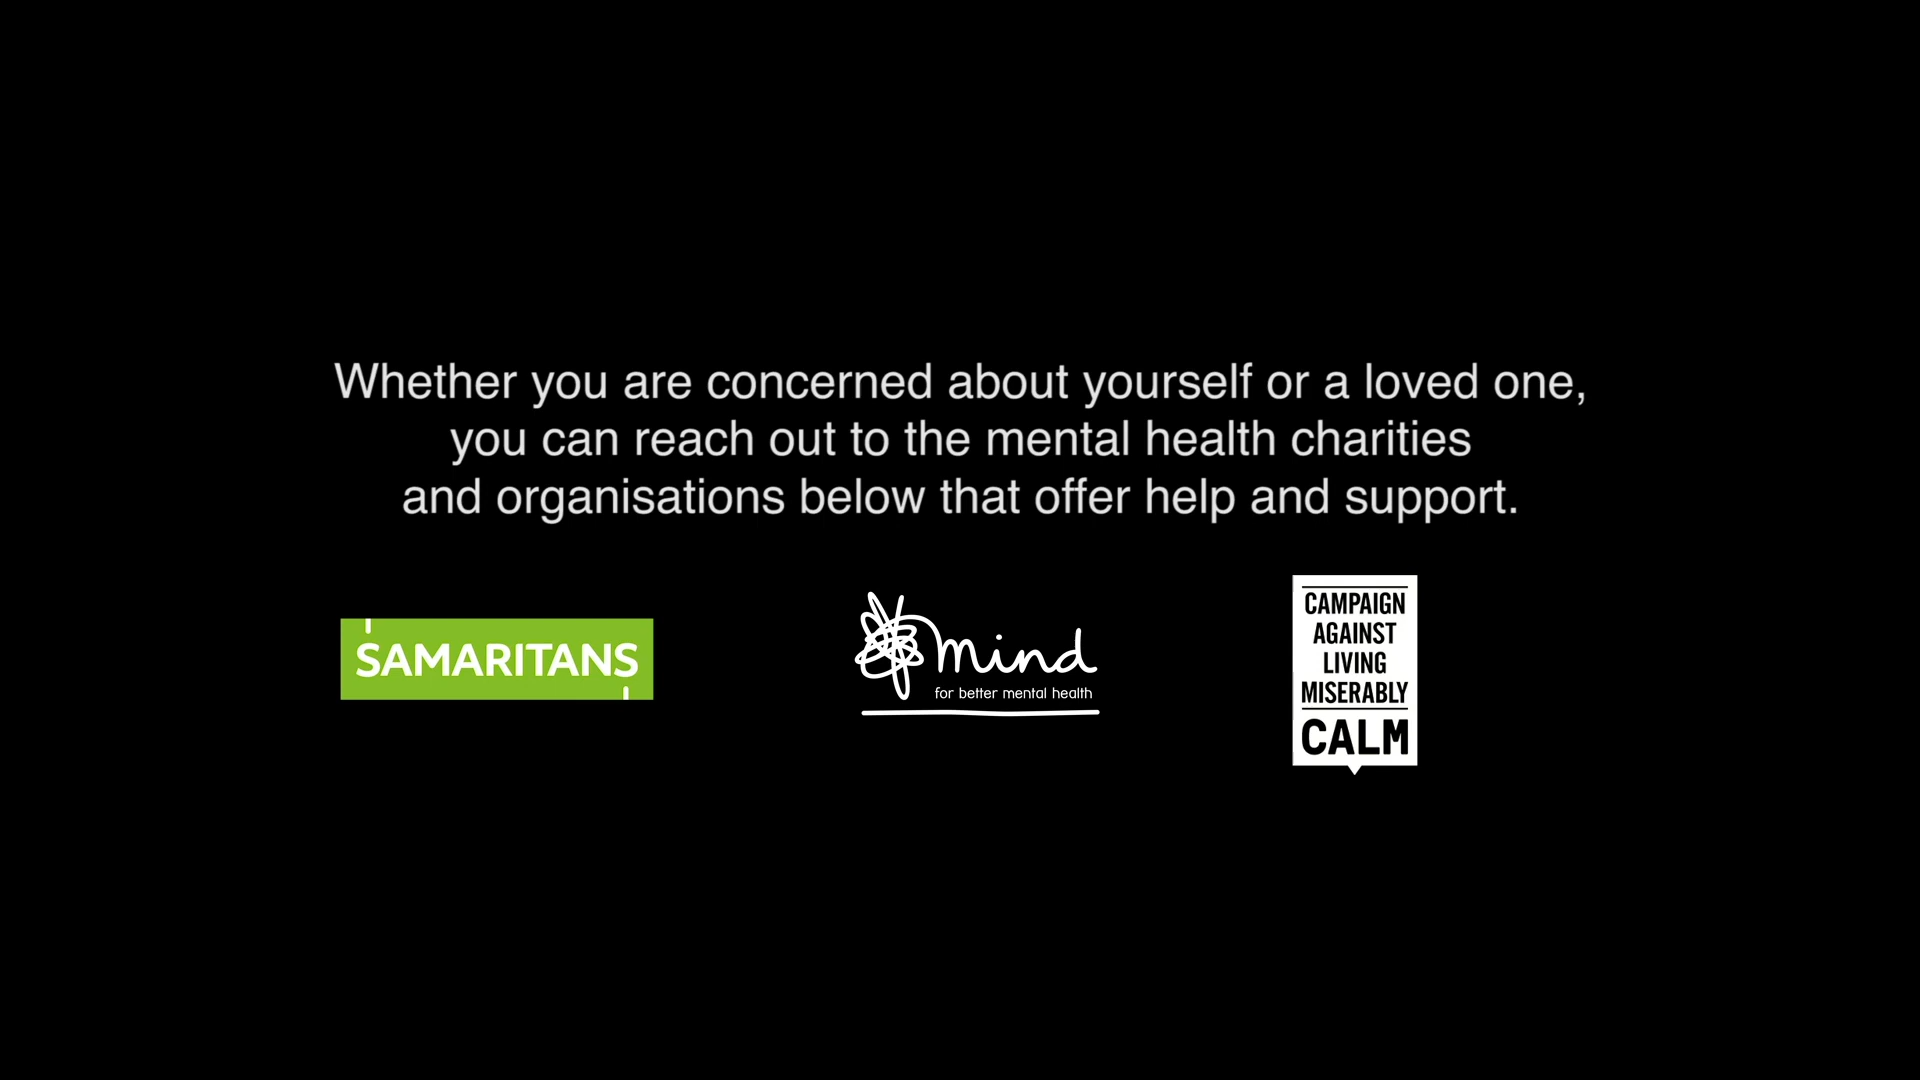 Whether you are concerned about yourself or a loved one,
you can reach out to the mental health charities
and organisations below that offer help and support.
SAMARITANS
mind
for better mental health
CAMPAIGN
AGAINST
LIVING
MISERABLY
CALM